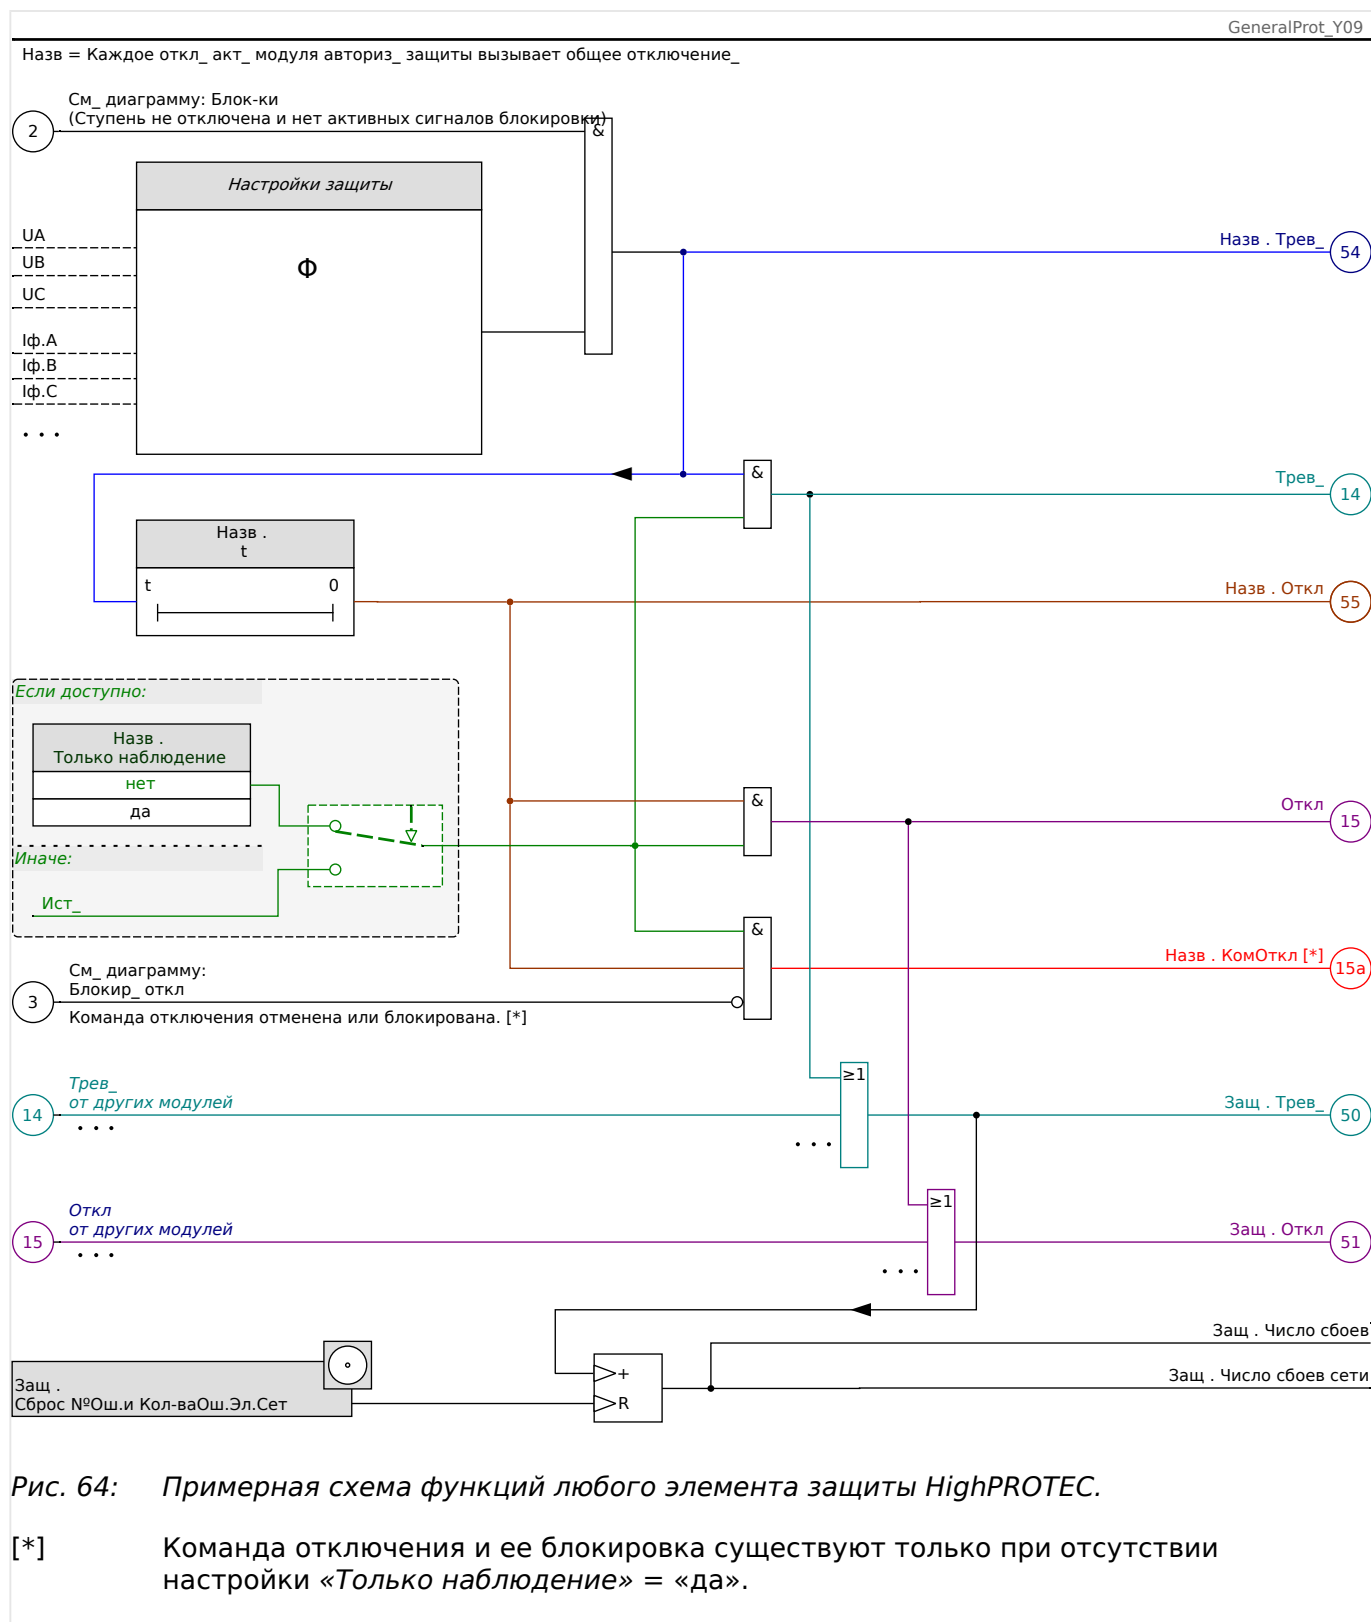 GeneralProt_Y09
Назв = Каждое откл_ акт_ модуля авториз_ защиты вызывает общее отключение_
См_ диаграмму: Блок-ки
(Ступень не отключена и нет активных сигналов блокировки)
2
&
Настройки защиты
Φ
UA
UB
UC
Iф.A
Iф.B
Iф.C
. . .
Назв . Трев_
54
&
Трев_
14
Назв .
t
t 0
Назв . Откл
55
Если доступно:
Назв .
Только наблюдение
нет
да
Иначе:
Ист_
&
Откл
15
&
Назв . КомОткл [*]
15a
См_ диаграмму:
Блокир_ откл
3
Команда отключения отменена или блокирована. [*]
Трев_
от других модулей
14
. . .
≥1
. . .
Защ . Трев_
50
Откл
от других модулей
15
. . .
≥1
. . .
Защ . Откл
51
Защ . Число сбоев
Защ . Число сбоев сети
+
R
Защ .
Сброс №Ош.и Кол-ваОш.Эл.Сет
Рис. 64: Примерная схема функций любого элемента защиты HighPROTEC.
[*] Команда отключения и ее блокировка существуют только при отсутствии
настройки «Только наблюдение» = «да».